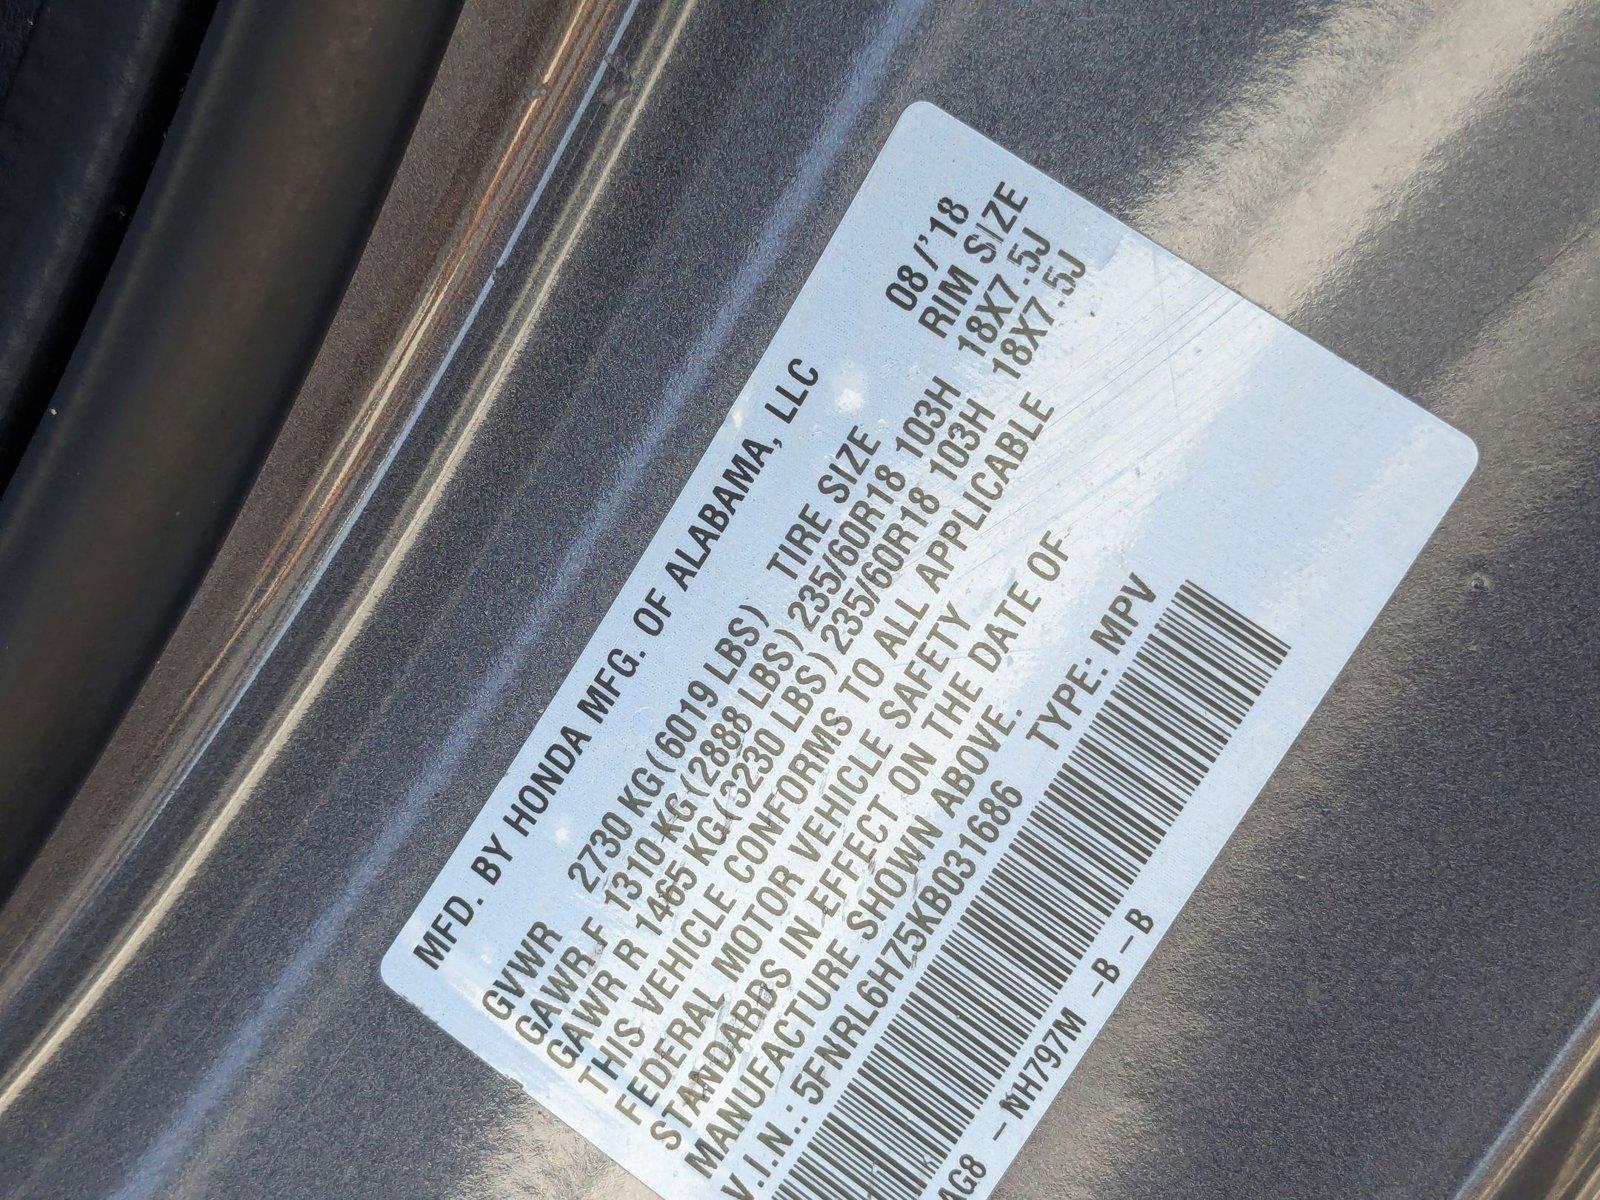 MFD. BY HONDA MFG. OF ALABAMA, LLC 08/'18
GVWR 2730 KG(6019 LBS) TIRE SIZE RIM SIZE
GAWR F 1310 KG(2888 LBS) 235/60R18 103H 18X7.5J
GAWR R 1465 KG(3230 LBS) 235/60R18 103H 18X7.5J
THIS VEHICLE CONFORMS TO ALL APPLICABLE
FEDERAL MOTOR VEHICLE SAFETY
STANDARDS IN EFFECT ON THE DATE OF
MANUFACTURE SHOWN ABOVE.
V.I.N.: 5FNRL6H75KB031686 TYPE: MPV
AG8 - NH797M -B - B